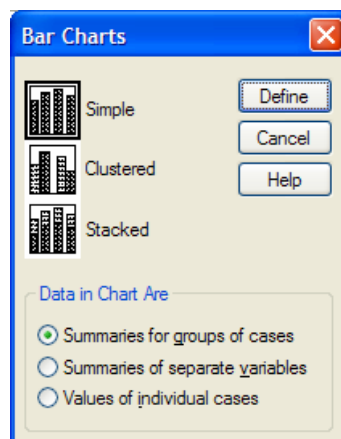 Bar Charts
Simple
Define
Cancel
Clustered
Help
Stacked
Data in Chart Are
Summaries for groups of cases
Summaries of separate variables
Values of individual cases